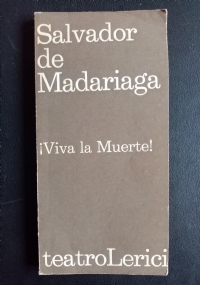 Salvador
de
Madariaga
¡Viva la Muerte!
teatroLerici